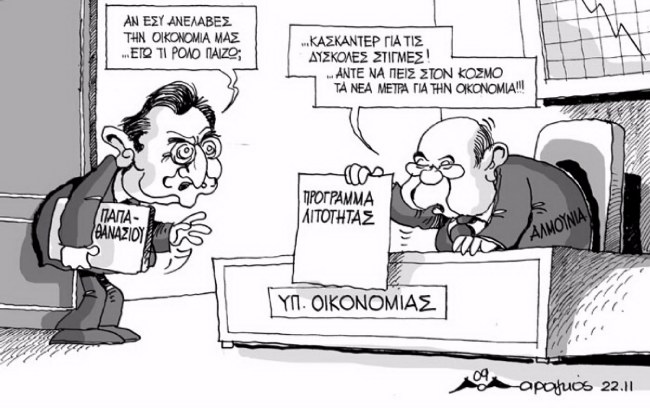 ΑΝ ΕΣΥ ΑΝΕΛΑΒΕΣ
ΤΗΝ ΟΙΚΟΝΟΜΙΑ ΜΑΣ
...ΕΓΩ ΤΙ ΡΟΛΟ ΠΑΙΖΩ;
...ΚΑΣΚΑΝΤΕΡ ΓΙΑ ΤΙΣ
ΔΥΣΚΟΛΕΣ ΣΤΙΓΜΕΣ!
...ΑΝΤΕ ΝΑ ΠΕΙΣ ΣΤΟΝ ΚΟΣΜΟ
ΤΑ ΝΕΑ ΜΕΤΡΑ ΓΙΑ ΤΗΝ ΟΙΚΟΝΟΜΙΑ!!!
ΠΑΠΑ-
ΘΑΝΑΣΙΟΥ
ΠΡΟΓΡΑΜΜΑ
ΛΙΤΟΤΗΤΑΣ
ΑΛΜΟΥΝΙΑ
ΥΠ. ΟΙΚΟΝΟΜΙΑΣ
09
22.11